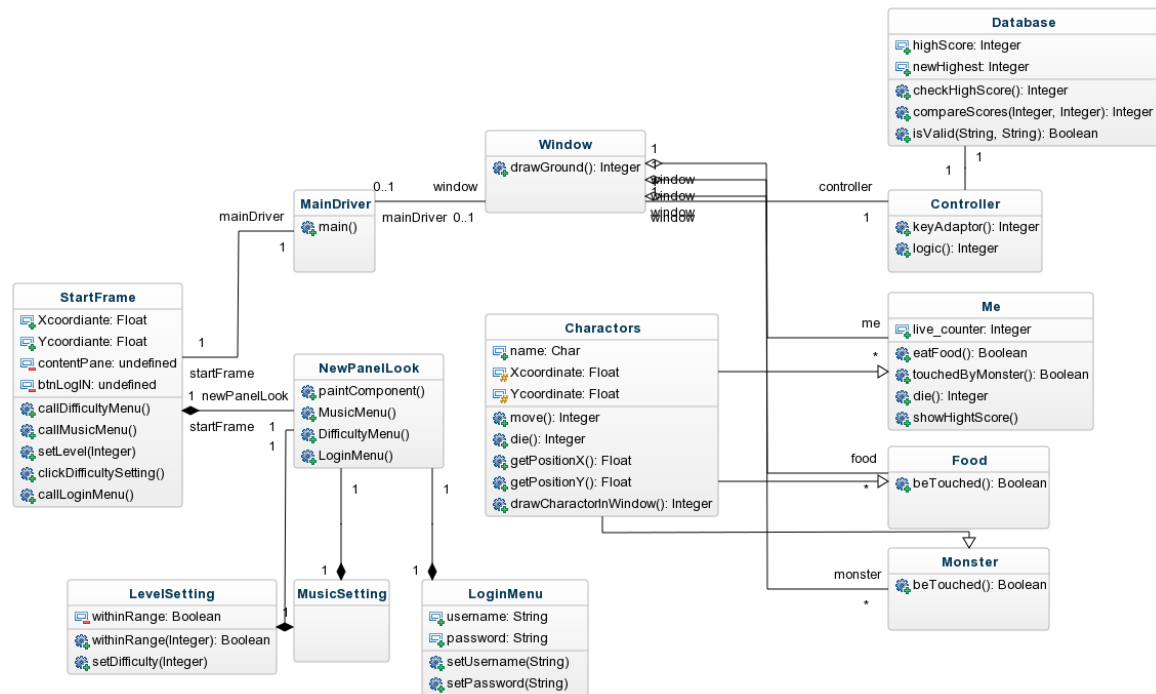 Database
highScore: Integer
newHighest: Integer
checkHighScore(): Integer
compareScores(Integer, Integer): Integer
isValid(String, String): Boolean
1
1
Window
drawGround(): Integer
1
1
window
window
window
window
controller
1
Controller
keyAdaptor(): Integer
logic(): Integer
0..1
window
mainDriver
0..1
MainDriver
main()
mainDriver
1
StartFrame
Xcoordiante: Float
Ycoordiante: Float
contentPane: undefined
btnLogIN: undefined
callDifficultyMenu()
callMusicMenu()
setLevel(Integer)
clickDifficultySetting()
callLoginMenu()
1
startFrame
1
newPanelLook
startFrame
1
1
NewPanelLook
paintComponent()
MusicMenu()
DifficultyMenu()
LoginMenu()
1
1
Charactors
name: Char
Xcoordinate: Float
Ycoordinate: Float
move(): Integer
die(): Integer
getPositionX(): Float
getPositionY(): Float
drawCharactorInWindow(): Integer
me
*
Me
live_counter: Integer
eatFood(): Boolean
touchedByMonster(): Boolean
die(): Integer
showHightScore()
food
*
Food
beTouched(): Boolean
monster
*
Monster
beTouched(): Boolean
LevelSetting
withinRange: Boolean
withinRange(Integer): Boolean
setDifficulty(Integer)
1
1
MusicSetting
1
LoginMenu
username: String
password: String
setUsername(String)
setPassword(String)